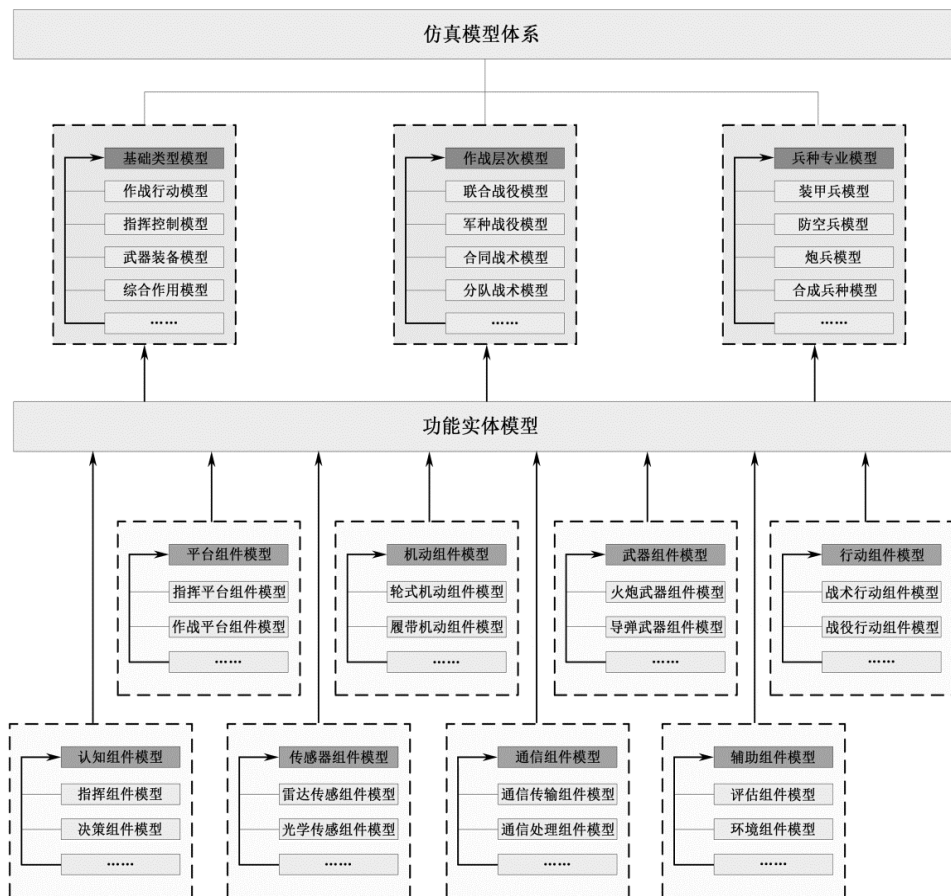 仿真模型体系
基础类型模型
作战行动模型
指挥控制模型
武器装备模型
综合作用模型
……
作战层次模型
联合战役模型
军种战役模型
合同战术模型
分队战术模型
……
兵种专业模型
装甲兵模型
防空兵模型
炮兵模型
合成兵种模型
……
功能实体模型
平台组件模型
指挥平台组件模型
作战平台组件模型
……
机动组件模型
轮式机动组件模型
履带机动组件模型
……
武器组件模型
火炮武器组件模型
导弹武器组件模型
……
行动组件模型
战术行动组件模型
战役行动组件模型
……
认知组件模型
指挥组件模型
决策组件模型
……
传感器组件模型
雷达传感组件模型
光学传感组件模型
……
通信组件模型
通信传输组件模型
通信处理组件模型
……
辅助组件模型
评估组件模型
环境组件模型
……